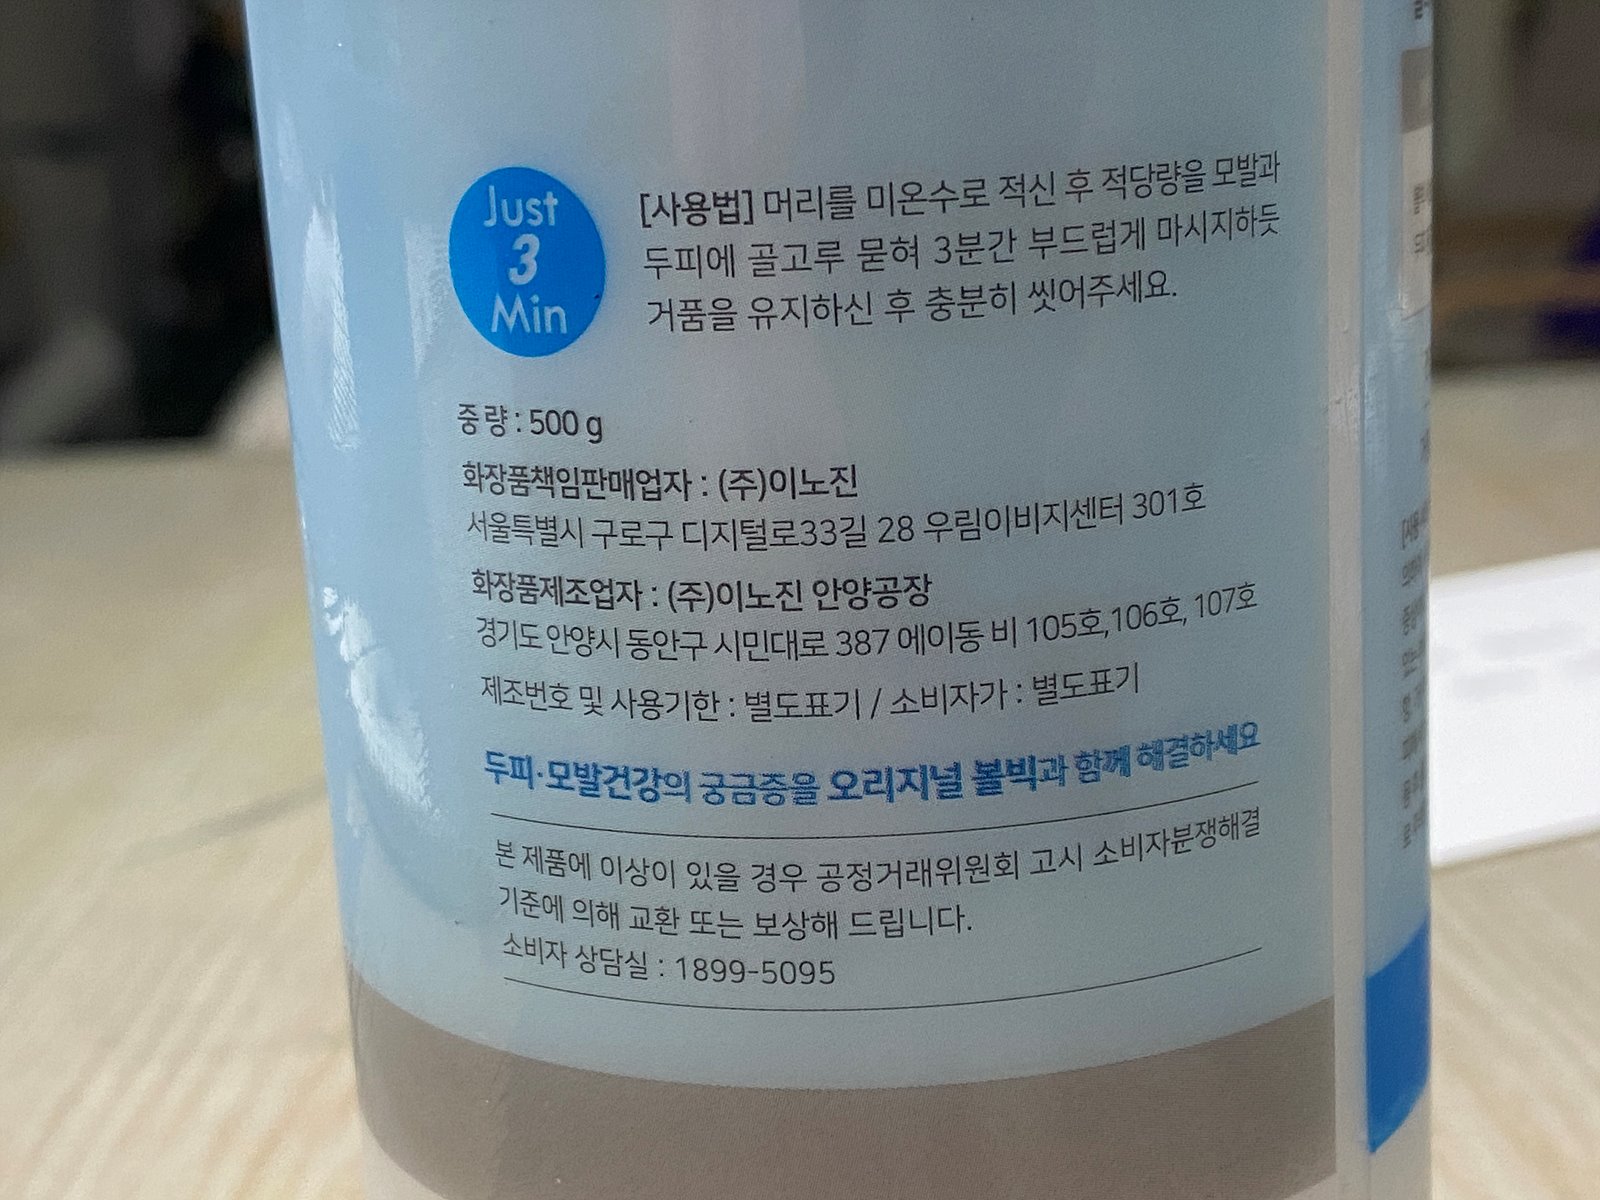 Just
3
Min
[사용법] 머리를 미온수로 적신 후 적당량을 모발과
두피에 골고루 묻혀 3분간 부드럽게 마시지하듯
거품을 유지하신 후 충분히 씻어주세요.
중량 : 500 g
화장품책임판매업자 : (주)이노진
서울특별시 구로구 디지털로33길 28 우림이비지센터 301호
화장품제조업자 : (주)이노진 안양공장
경기도 안양시 동안구 시민대로 387 에이동 비 105호,106호, 107호
제조번호 및 사용기한 : 별도표기 / 소비자가 : 별도표기
두피·모발건강의 궁금증을 오리지널 볼빅과 함께 해결하세요
본 제품에 이상이 있을 경우 공정거래위원회 고시 소비자분쟁해결
기준에 의해 교환 또는 보상해 드립니다.
소비자 상담실 : 1899-5095